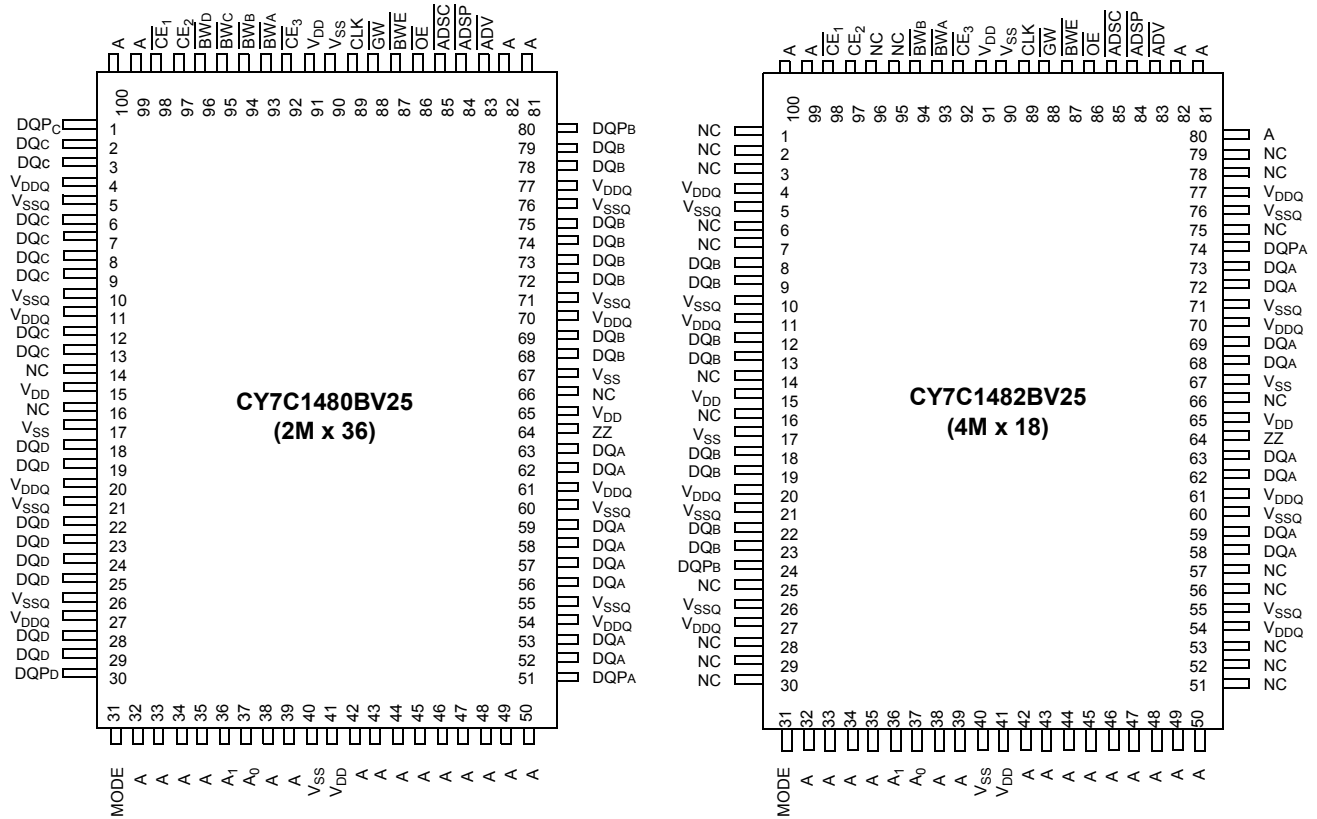 A A CE1 CE2 BWD BWC BWB BWA CE3 VDD VSS CLK GW BWE OE ADSC ADSP ADV A A
100 99 98 97 96 95 94 93 92 91 90 89 88 87 86 85 84 83 82 81
DQPC 1 80 DQPB
DQC 2 79 DQB
DQC 3 78 DQB
VDDQ 4 77 VDDQ
VSSQ 5 76 VSSQ
DQC 6 75 DQB
DQC 7 74 DQB
DQC 8 73 DQB
DQC 9 72 DQB
VSSQ 10 71 VSSQ
VDDQ 11 70 VDDQ
DQC 12 69 DQB
DQC 13 68 DQB
NC 14 67 VSS
VDD 15 66 NC
NC 16 65 VDD
VSS 17 64 ZZ
DQD 18 63 DQA
DQD 19 62 DQA
VDDQ 20 61 VDDQ
VSSQ 21 60 VSSQ
DQD 22 59 DQA
DQD 23 58 DQA
DQD 24 57 DQA
DQD 25 56 DQA
VSSQ 26 55 VSSQ
VDDQ 27 54 VDDQ
DQD 28 53 DQA
DQD 29 52 DQA
DQPD 30 51 DQPA
CY7C1480BV25
(2M x 36)
31 32 33 34 35 36 37 38 39 40 41 42 43 44 45 46 47 48 49 50
MODE A A A A A1 A0 A A VSS VDD A A A A A A A A A
A A CE1 CE2 NC NC BWB BWA CE3 VDD VSS CLK GW BWE OE ADSC ADSP ADV A A
100 99 98 97 96 95 94 93 92 91 90 89 88 87 86 85 84 83 82 81
NC 1 80 A
NC 2 79 NC
NC 3 78 NC
VDDQ 4 77 VDDQ
VSSQ 5 76 VSSQ
NC 6 75 NC
NC 7 74 DQPA
DQB 8 73 DQA
DQB 9 72 DQA
VSSQ 10 71 VSSQ
VDDQ 11 70 VDDQ
DQB 12 69 DQA
DQB 13 68 DQA
NC 14 67 VSS
VDD 15 66 NC
NC 16 65 VDD
VSS 17 64 ZZ
DQB 18 63 DQA
DQB 19 62 DQA
VDDQ 20 61 VDDQ
VSSQ 21 60 VSSQ
DQB 22 59 DQA
DQB 23 58 DQA
DQPB 24 57 NC
NC 25 56 NC
VSSQ 26 55 VSSQ
VDDQ 27 54 VDDQ
NC 28 53 NC
NC 29 52 NC
NC 30 51 NC
CY7C1482BV25
(4M x 18)
31 32 33 34 35 36 37 38 39 40 41 42 43 44 45 46 47 48 49 50
MODE A A A A A1 A0 A A VSS VDD A A A A A A A A A